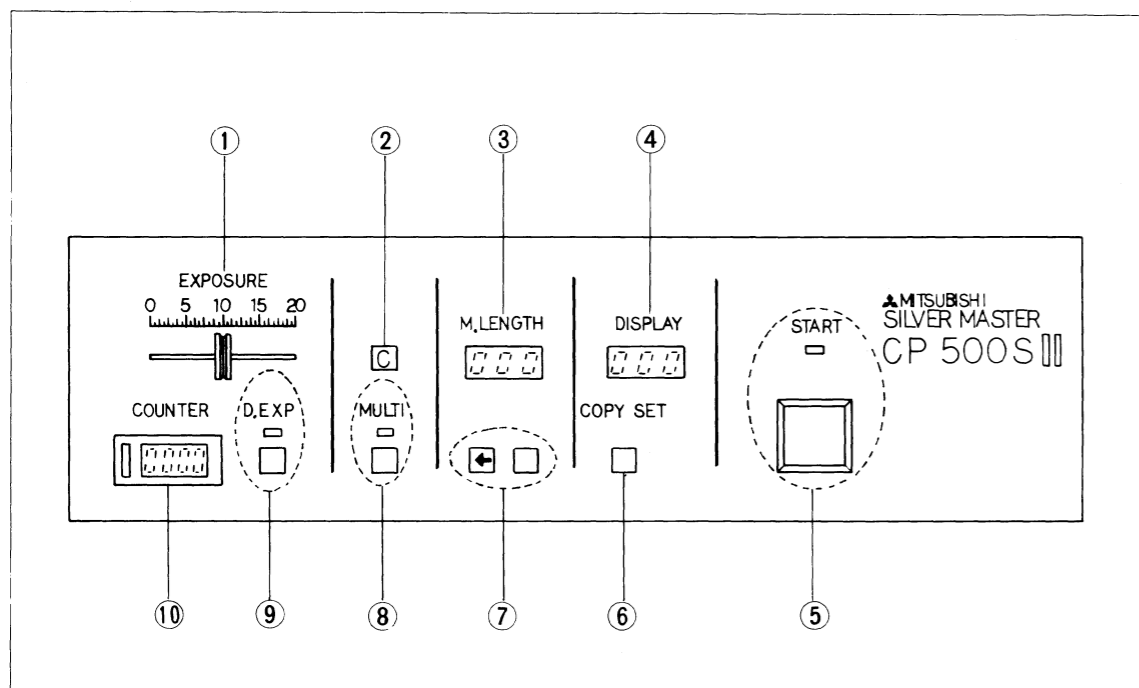 ① ② ③ ④
EXPOSURE
0 5 10 15 20
M.LENGTH
DISPLAY
START
MITSUBISHI
SILVER MASTER
CP 500S II
C
000
000
COUNTER
D.EXP
MULTI
COPY SET
0000
⑩ ⑨ ⑧ ⑦ ⑥ ⑤